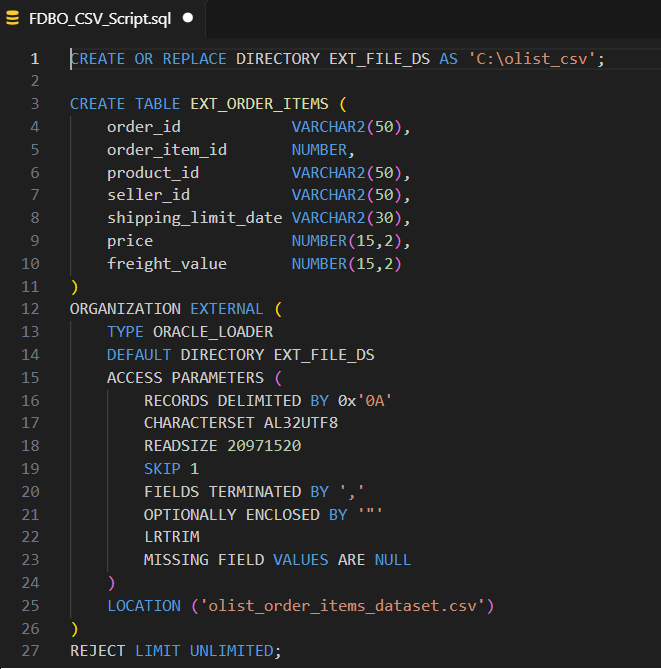 FDBO_CSV_Script.sql
1 CREATE OR REPLACE DIRECTORY EXT_FILE_DS AS 'C:\olist_csv';
2
3 CREATE TABLE EXT_ORDER_ITEMS (
4     order_id            VARCHAR2(50),
5     order_item_id       NUMBER,
6     product_id          VARCHAR2(50),
7     seller_id           VARCHAR2(50),
8     shipping_limit_date VARCHAR2(30),
9     price               NUMBER(15,2),
10     freight_value       NUMBER(15,2)
11 )
12 ORGANIZATION EXTERNAL (
13     TYPE ORACLE_LOADER
14     DEFAULT DIRECTORY EXT_FILE_DS
15     ACCESS PARAMETERS (
16         RECORDS DELIMITED BY 0x'0A'
17         CHARACTERSET AL32UTF8
18         READSIZE 20971520
19         SKIP 1
20         FIELDS TERMINATED BY ','
21         OPTIONALLY ENCLOSED BY '"'
22         LRTRIM
23         MISSING FIELD VALUES ARE NULL
24     )
25     LOCATION ('olist_order_items_dataset.csv')
26 )
27 REJECT LIMIT UNLIMITED;